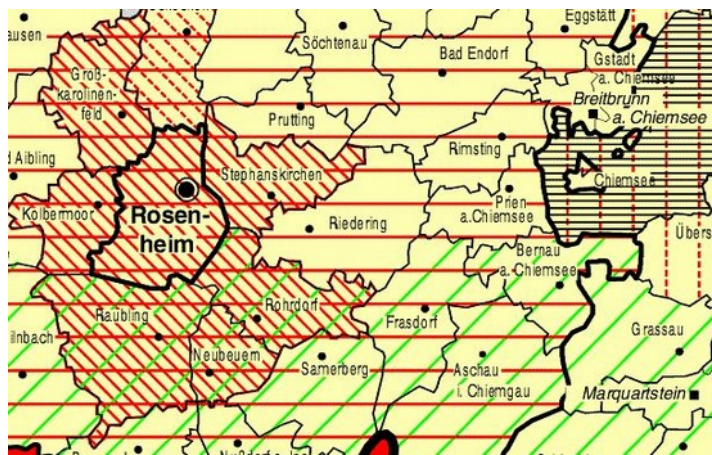 Eggstätt
ausen
Söchtenau
Bad Endorf
Gstadt
a. Chiemsee
Groß-
karolinen-
feld
Breitbrunn
a. Chiemsee
Prutting
Rimsting
d Aibling
Stephanskirchen
Chiemsee
Kolbermoor
Rosen-
heim
Prien
a.Chiemsee
Riedering
Übers
Bernau
a. Chiemsee
Rohrdorf
Raubling
Frasdorf
Grassau
ilnbach
Neubeuern
Samerberg
Aschau
i. Chiemgau
Marquartstein